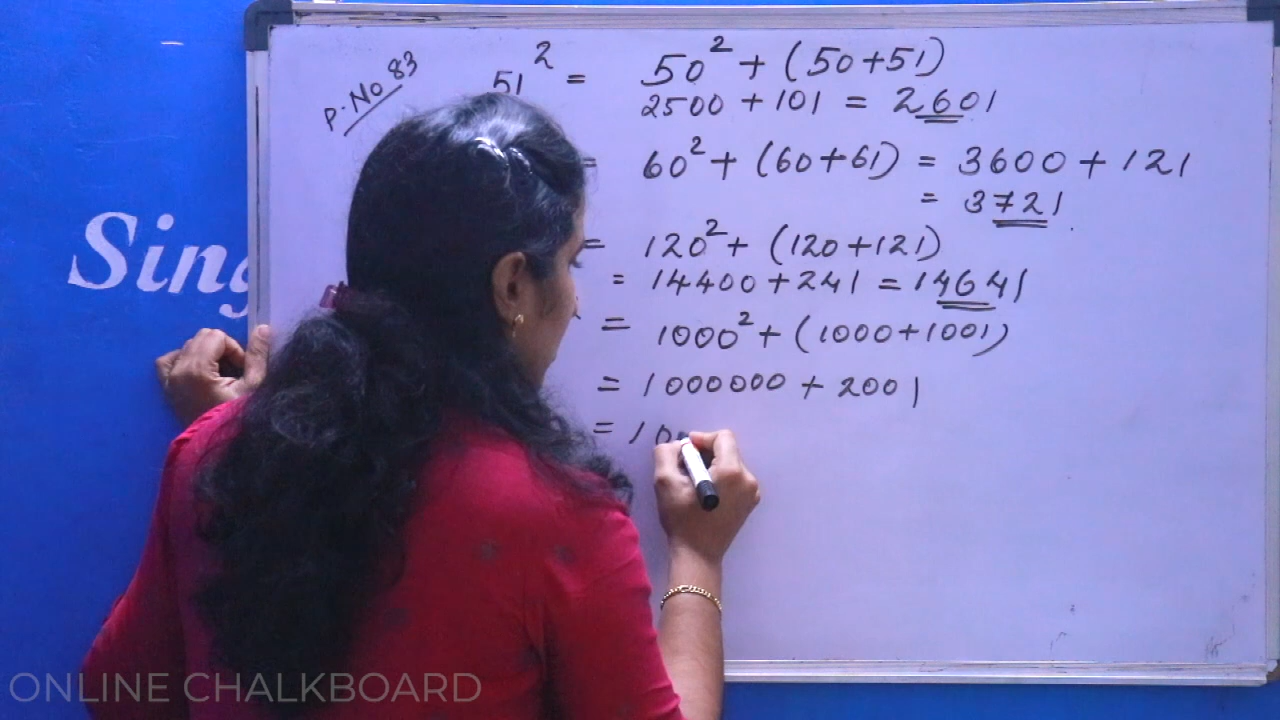 P. No 83
51² = 50² + (50+51)
2500 + 101 = 2601
= 60² + (60+61) = 3600 + 121
= 3721
= 120² + (120+121)
= 14400 + 241 = 14641
= 1000² + (1000+1001)
= 1000000 + 2001
= 10
Sing
ONLINE CHALKBOARD